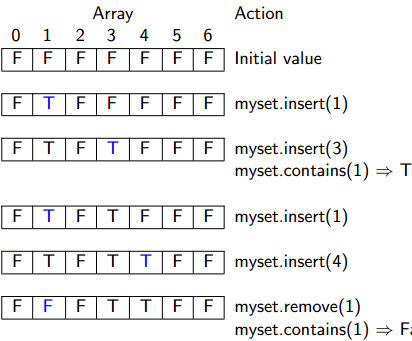 Array Action
0 1 2 3 4 5 6
F F F F F F F Initial value
F T F F F F F myset.insert(1)
F T F T F F F myset.insert(3)
myset.contains(1) ⇒ T
F T F T F F F myset.insert(1)
F T F T T F F myset.insert(4)
F F F T T F F myset.remove(1)
myset.contains(1) ⇒ Fa